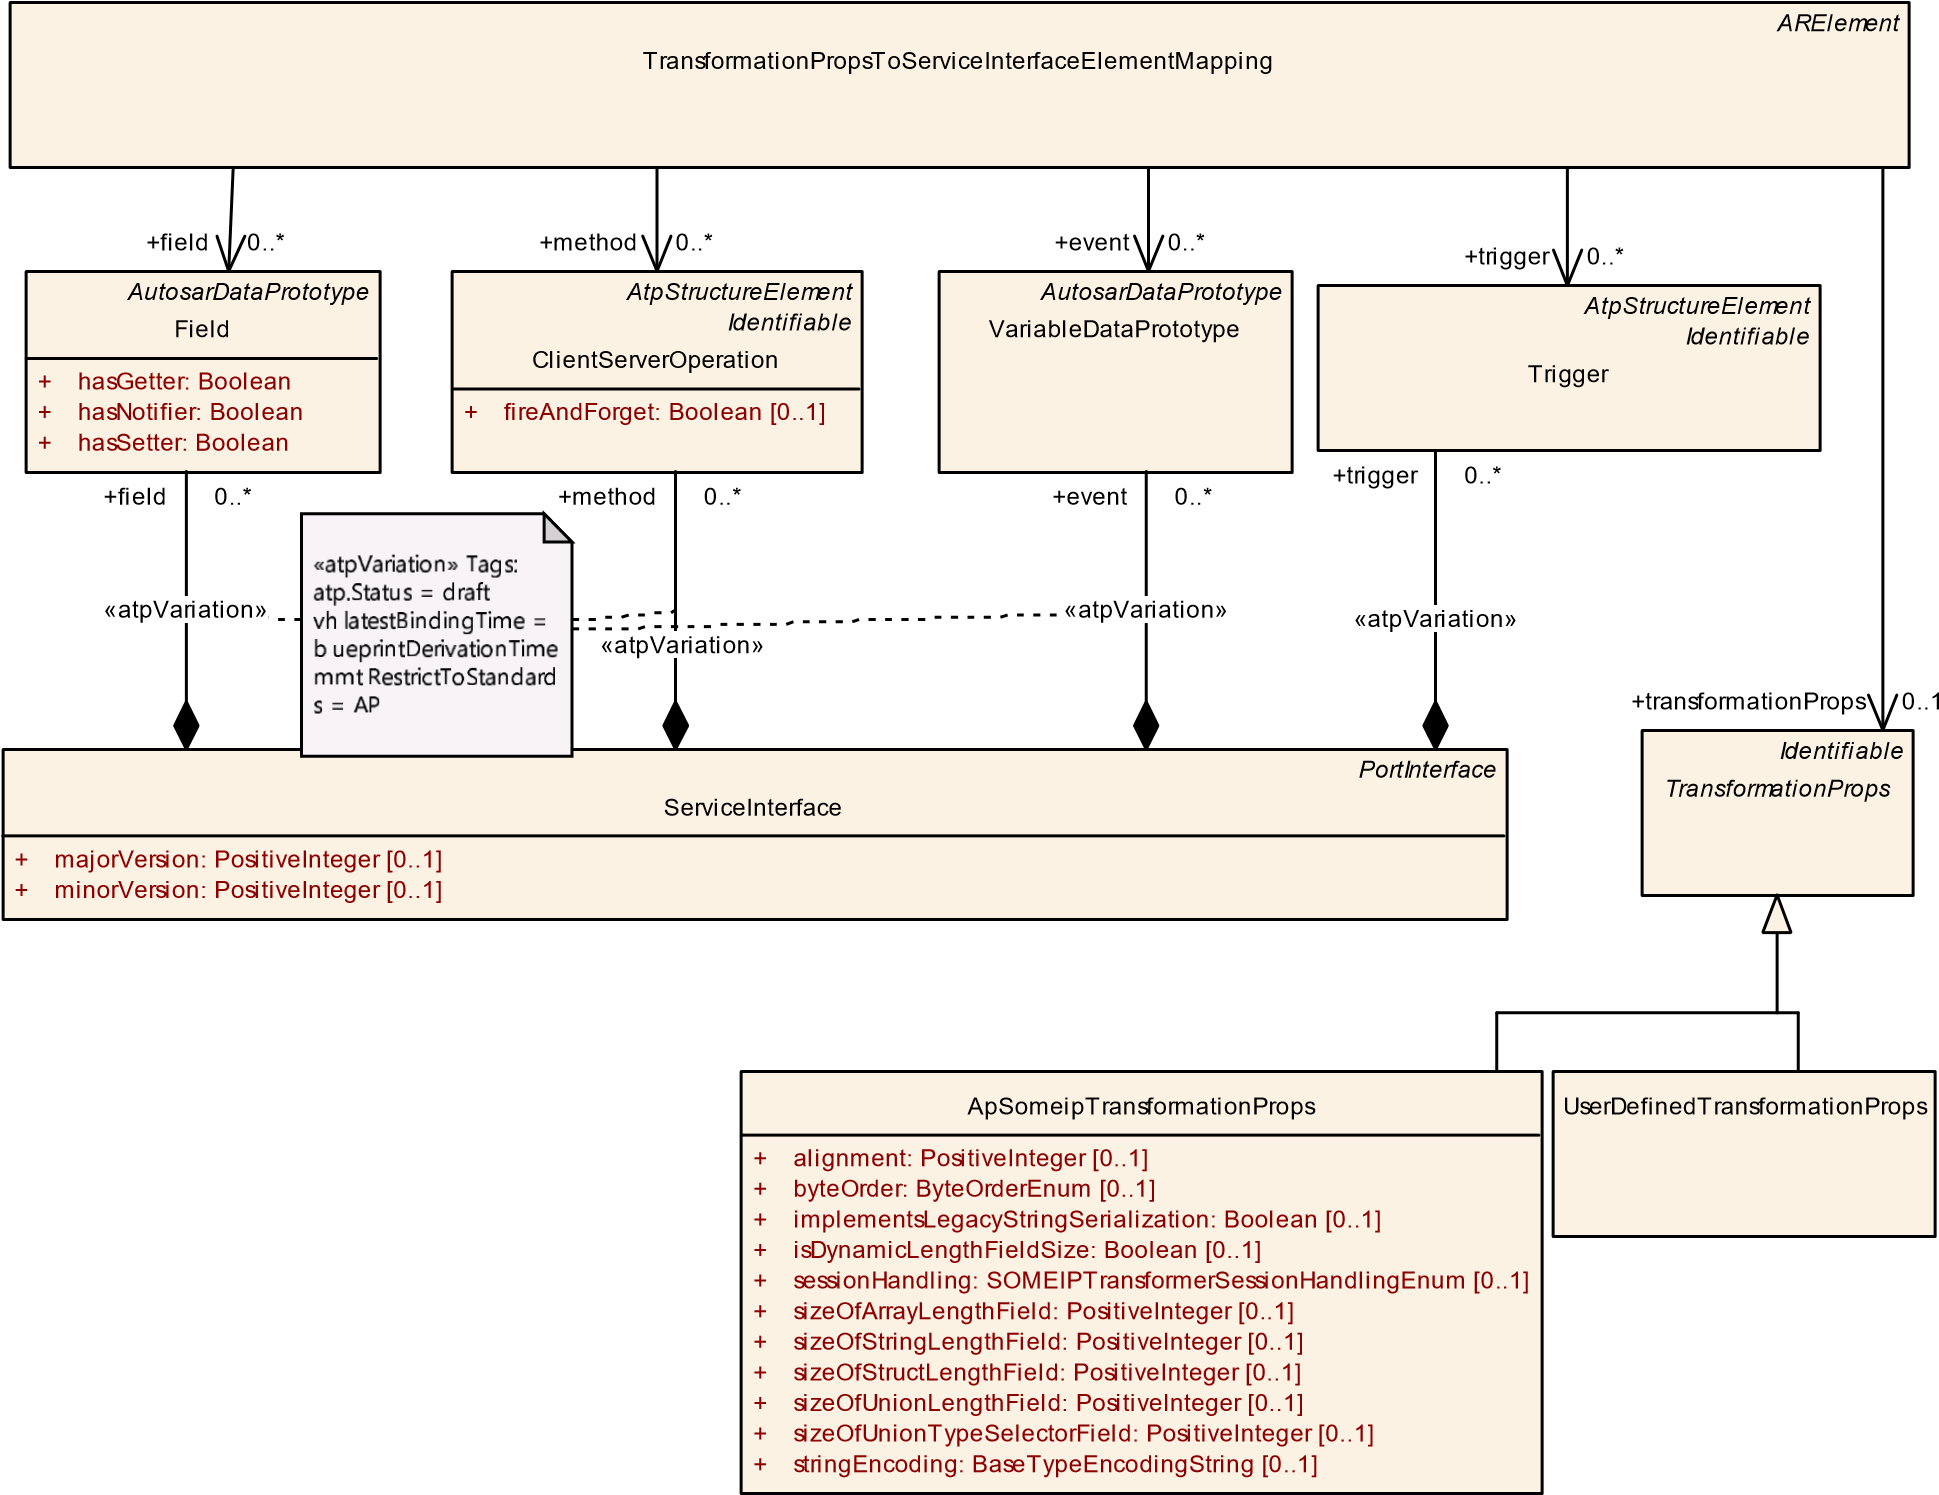 ARElement
TransformationPropsToServiceInterfaceElementMapping
+field 0..*
+method 0..*
+event 0..*
+trigger 0..*
AutosarDataPrototype
Field
+ hasGetter: Boolean
+ hasNotifier: Boolean
+ hasSetter: Boolean
AtpStructureElement
Identifiable
ClientServerOperation
+ fireAndForget: Boolean [0..1]
AutosarDataPrototype
VariableDataPrototype
AtpStructureElement
Identifiable
Trigger
+field 0..*
+method 0..*
+event 0..*
+trigger 0..*
«atpVariation» Tags:
atp.Status = draft
vh latestBindingTime =
b ueprintDerivationTime
mmt RestrictToStandard
s = AP
«atpVariation»
«atpVariation»
«atpVariation»
«atpVariation»
+transformationProps 0..1
PortInterface
ServiceInterface
+ majorVersion: PositiveInteger [0..1]
+ minorVersion: PositiveInteger [0..1]
Identifiable
TransformationProps
ApSomeipTransformationProps
+ alignment: PositiveInteger [0..1]
+ byteOrder: ByteOrderEnum [0..1]
+ implementsLegacyStringSerialization: Boolean [0..1]
+ isDynamicLengthFieldSize: Boolean [0..1]
+ sessionHandling: SOMEIPTransformerSessionHandlingEnum [0..1]
+ sizeOfArrayLengthField: PositiveInteger [0..1]
+ sizeOfStringLengthField: PositiveInteger [0..1]
+ sizeOfStructLengthField: PositiveInteger [0..1]
+ sizeOfUnionLengthField: PositiveInteger [0..1]
+ sizeOfUnionTypeSelectorField: PositiveInteger [0..1]
+ stringEncoding: BaseTypeEncodingString [0..1]
UserDefinedTransformationProps